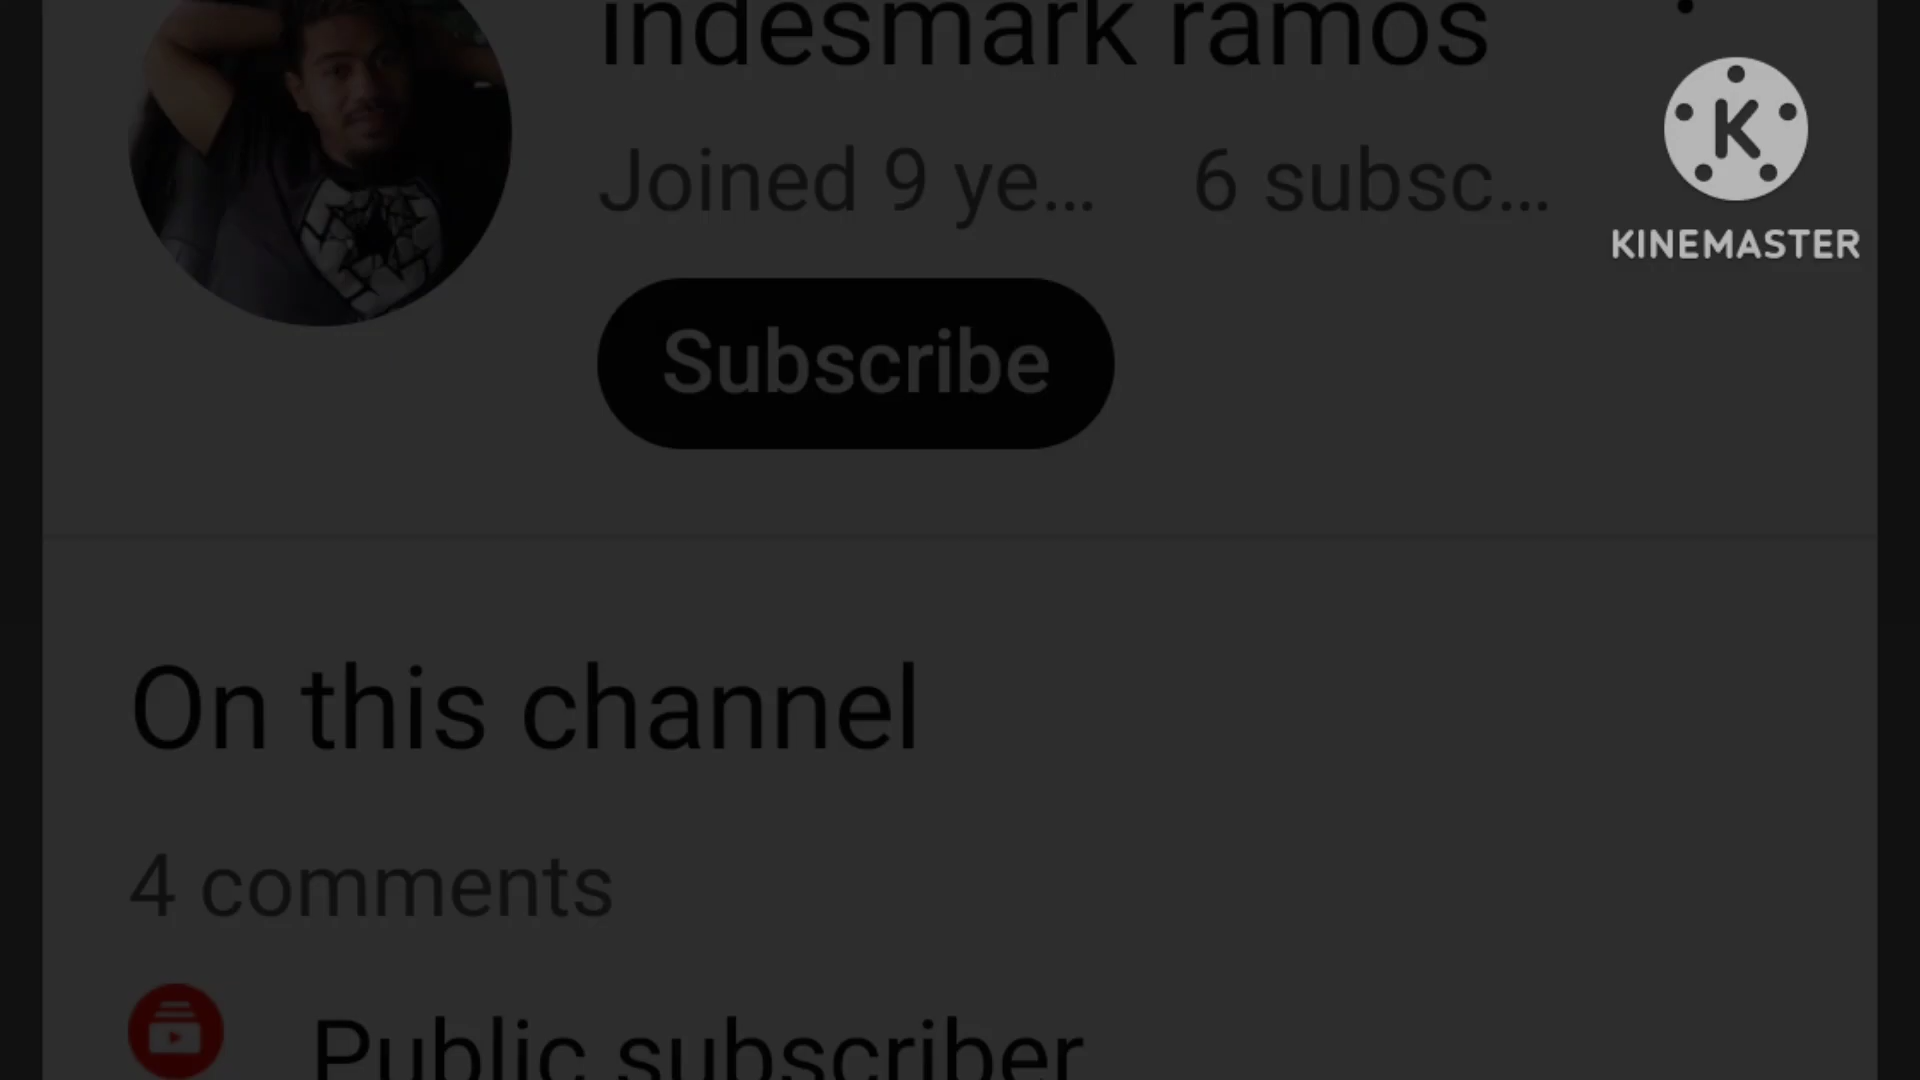 indesmark ramos
Joined 9 ye...
6 subsc...
K
KINEMASTER
Subscribe
On this channel
4 comments
Public subscriber